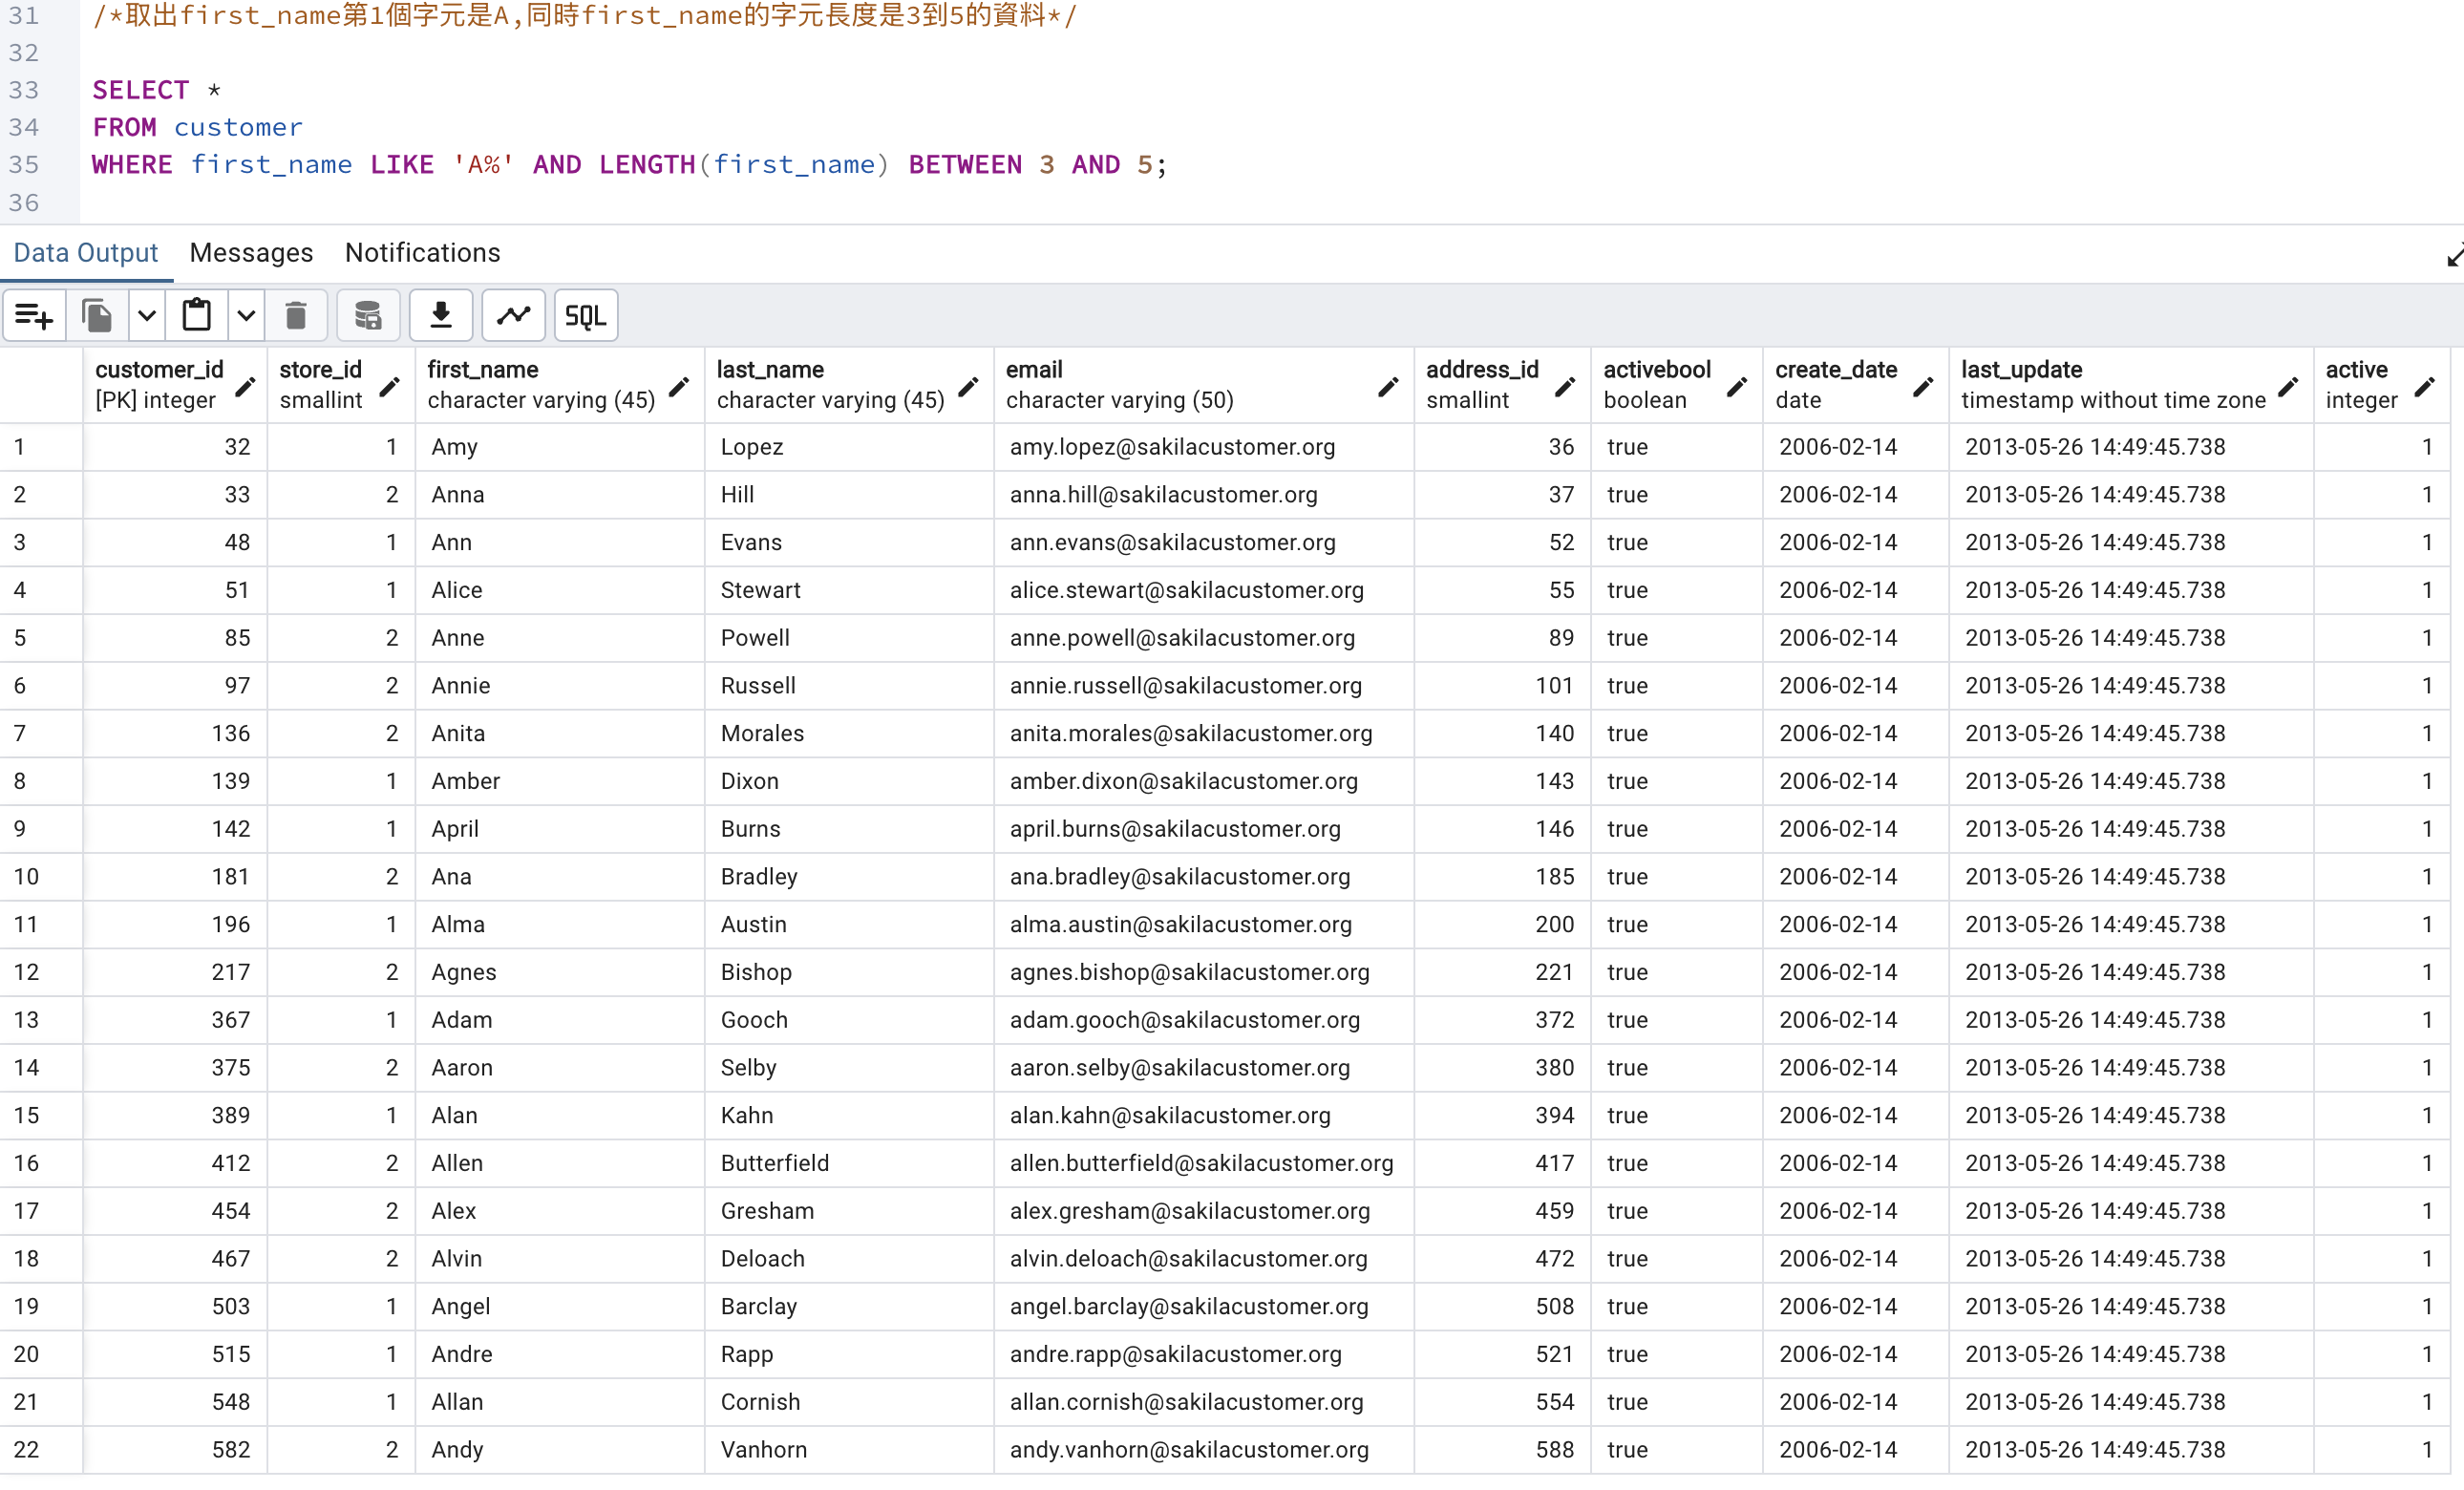 31 /*取出first_name第1個字元是A,同時first_name的字元長度是3到5的資料*/
32
33 SELECT *
34 FROM customer
35 WHERE first_name LIKE 'A%' AND LENGTH(first_name) BETWEEN 3 AND 5;
36
Data Output Messages Notifications
SQL
customer_id store_id first_name last_name email address_id activebool create_date last_update active
[PK] integer smallint character varying (45) character varying (45) character varying (50) smallint boolean date timestamp without time zone integer
1 32 1 Amy Lopez amy.lopez@sakilacustomer.org 36 true 2006-02-14 2013-05-26 14:49:45.738 1
2 33 2 Anna Hill anna.hill@sakilacustomer.org 37 true 2006-02-14 2013-05-26 14:49:45.738 1
3 48 1 Ann Evans ann.evans@sakilacustomer.org 52 true 2006-02-14 2013-05-26 14:49:45.738 1
4 51 1 Alice Stewart alice.stewart@sakilacustomer.org 55 true 2006-02-14 2013-05-26 14:49:45.738 1
5 85 2 Anne Powell anne.powell@sakilacustomer.org 89 true 2006-02-14 2013-05-26 14:49:45.738 1
6 97 2 Annie Russell annie.russell@sakilacustomer.org 101 true 2006-02-14 2013-05-26 14:49:45.738 1
7 136 2 Anita Morales anita.morales@sakilacustomer.org 140 true 2006-02-14 2013-05-26 14:49:45.738 1
8 139 1 Amber Dixon amber.dixon@sakilacustomer.org 143 true 2006-02-14 2013-05-26 14:49:45.738 1
9 142 1 April Burns april.burns@sakilacustomer.org 146 true 2006-02-14 2013-05-26 14:49:45.738 1
10 181 2 Ana Bradley ana.bradley@sakilacustomer.org 185 true 2006-02-14 2013-05-26 14:49:45.738 1
11 196 1 Alma Austin alma.austin@sakilacustomer.org 200 true 2006-02-14 2013-05-26 14:49:45.738 1
12 217 2 Agnes Bishop agnes.bishop@sakilacustomer.org 221 true 2006-02-14 2013-05-26 14:49:45.738 1
13 367 1 Adam Gooch adam.gooch@sakilacustomer.org 372 true 2006-02-14 2013-05-26 14:49:45.738 1
14 375 2 Aaron Selby aaron.selby@sakilacustomer.org 380 true 2006-02-14 2013-05-26 14:49:45.738 1
15 389 1 Alan Kahn alan.kahn@sakilacustomer.org 394 true 2006-02-14 2013-05-26 14:49:45.738 1
16 412 2 Allen Butterfield allen.butterfield@sakilacustomer.org 417 true 2006-02-14 2013-05-26 14:49:45.738 1
17 454 2 Alex Gresham alex.gresham@sakilacustomer.org 459 true 2006-02-14 2013-05-26 14:49:45.738 1
18 467 2 Alvin Deloach alvin.deloach@sakilacustomer.org 472 true 2006-02-14 2013-05-26 14:49:45.738 1
19 503 1 Angel Barclay angel.barclay@sakilacustomer.org 508 true 2006-02-14 2013-05-26 14:49:45.738 1
20 515 1 Andre Rapp andre.rapp@sakilacustomer.org 521 true 2006-02-14 2013-05-26 14:49:45.738 1
21 548 1 Allan Cornish allan.cornish@sakilacustomer.org 554 true 2006-02-14 2013-05-26 14:49:45.738 1
22 582 2 Andy Vanhorn andy.vanhorn@sakilacustomer.org 588 true 2006-02-14 2013-05-26 14:49:45.738 1